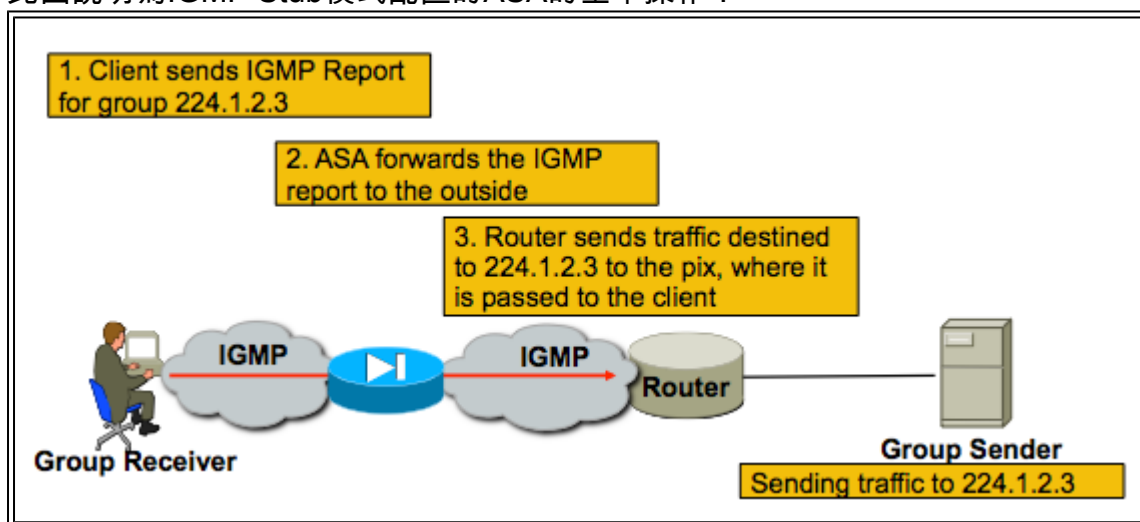 1. Client sends IGMP Report
for group 224.1.2.3
2. ASA forwards the IGMP
report to the outside
3. Router sends traffic destined
to 224.1.2.3 to the pix, where it
is passed to the client
IGMP
IGMP
Router
Group Receiver
Group Sender
Sending traffic to 224.1.2.3